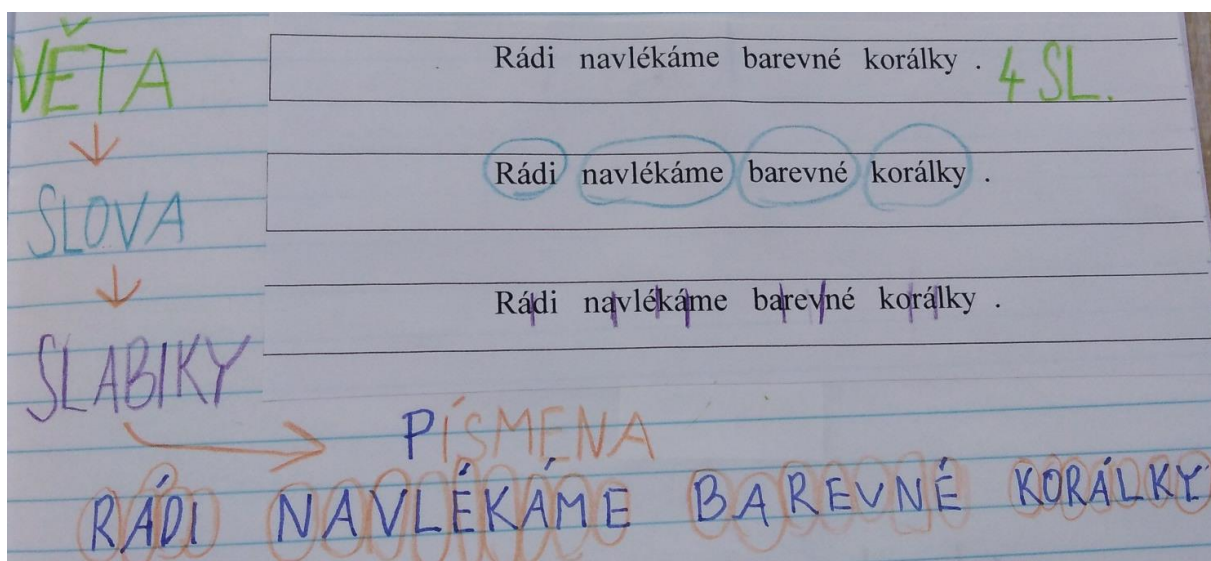 VĚTA
Rádi navlékáme barevné korálky . 4 SL.
SLOVA
Rádi navlékáme barevné korálky .
SLABIKY
Rádi navlékáme barevné korálky .
PÍSMENA
RÁDI NAVLÉKÁME BAREVNÉ KORÁLKY